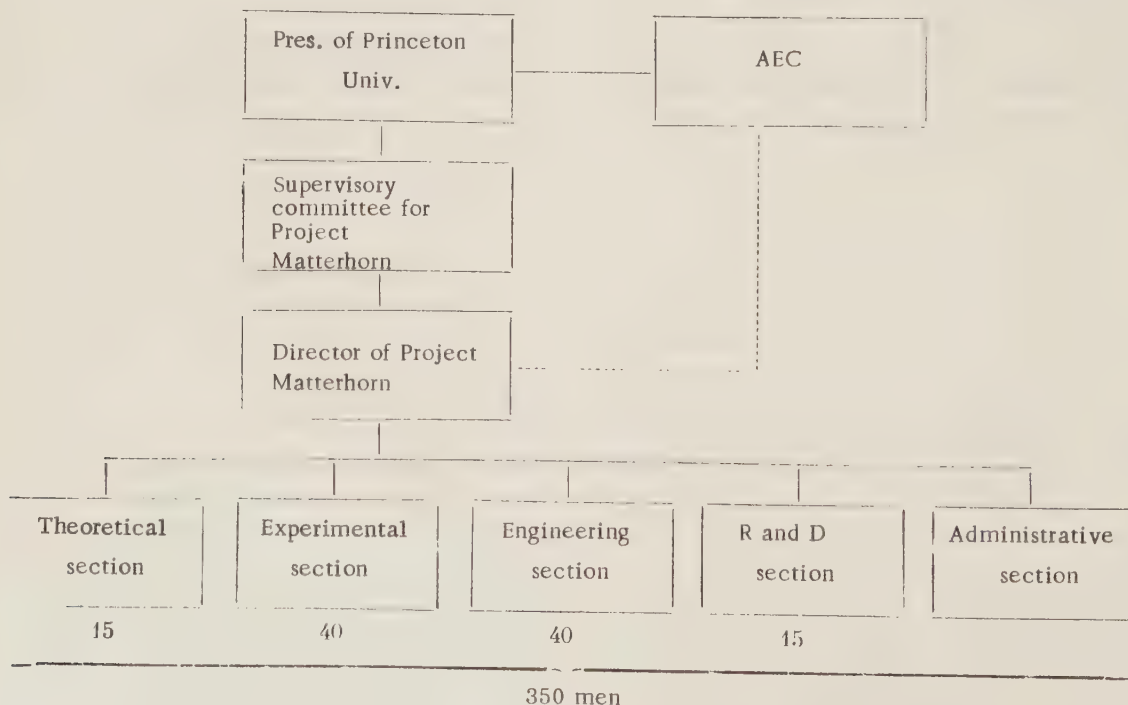 Pres. of Princeton
Univ.
AEC
Supervisory
committee for
Project
Matterhorn
Director of Project
Matterhorn
Theoretical
section
Experimental
section
Engineering
section
R and D
section
Administrative
section
15
40
40
15
350 men